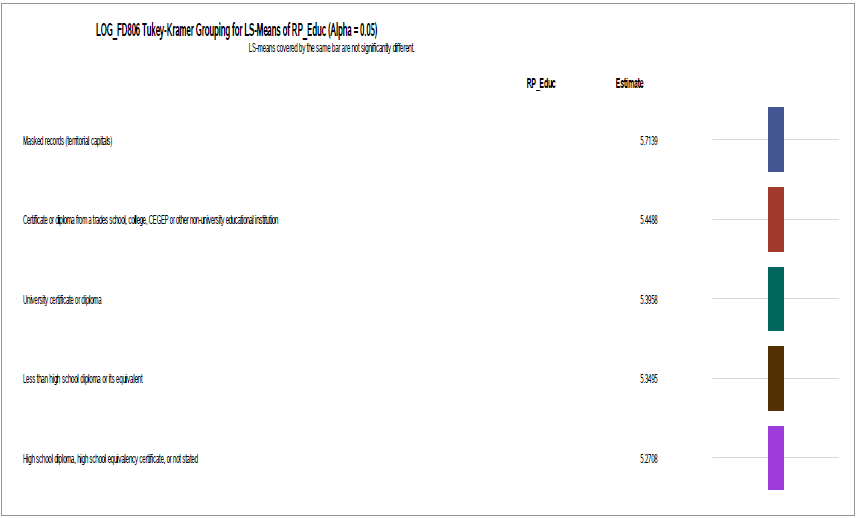 LOG_FD806 Tukey-Kramer Grouping for LS-Means of RP_Educ (Alpha = 0.05)
LS-means covered by the same bar are not significantly different.
RP_Educ Estimate
Masked records (territorial capitals) 5.7139
Certificate or diploma from a trades school, college, CEGEP or other non-university educational institution 5.4488
University certificate or diploma 5.3958
Less than high school diploma or its equivalent 5.3495
High school diploma, high school equivalency certificate, or not stated 5.2708